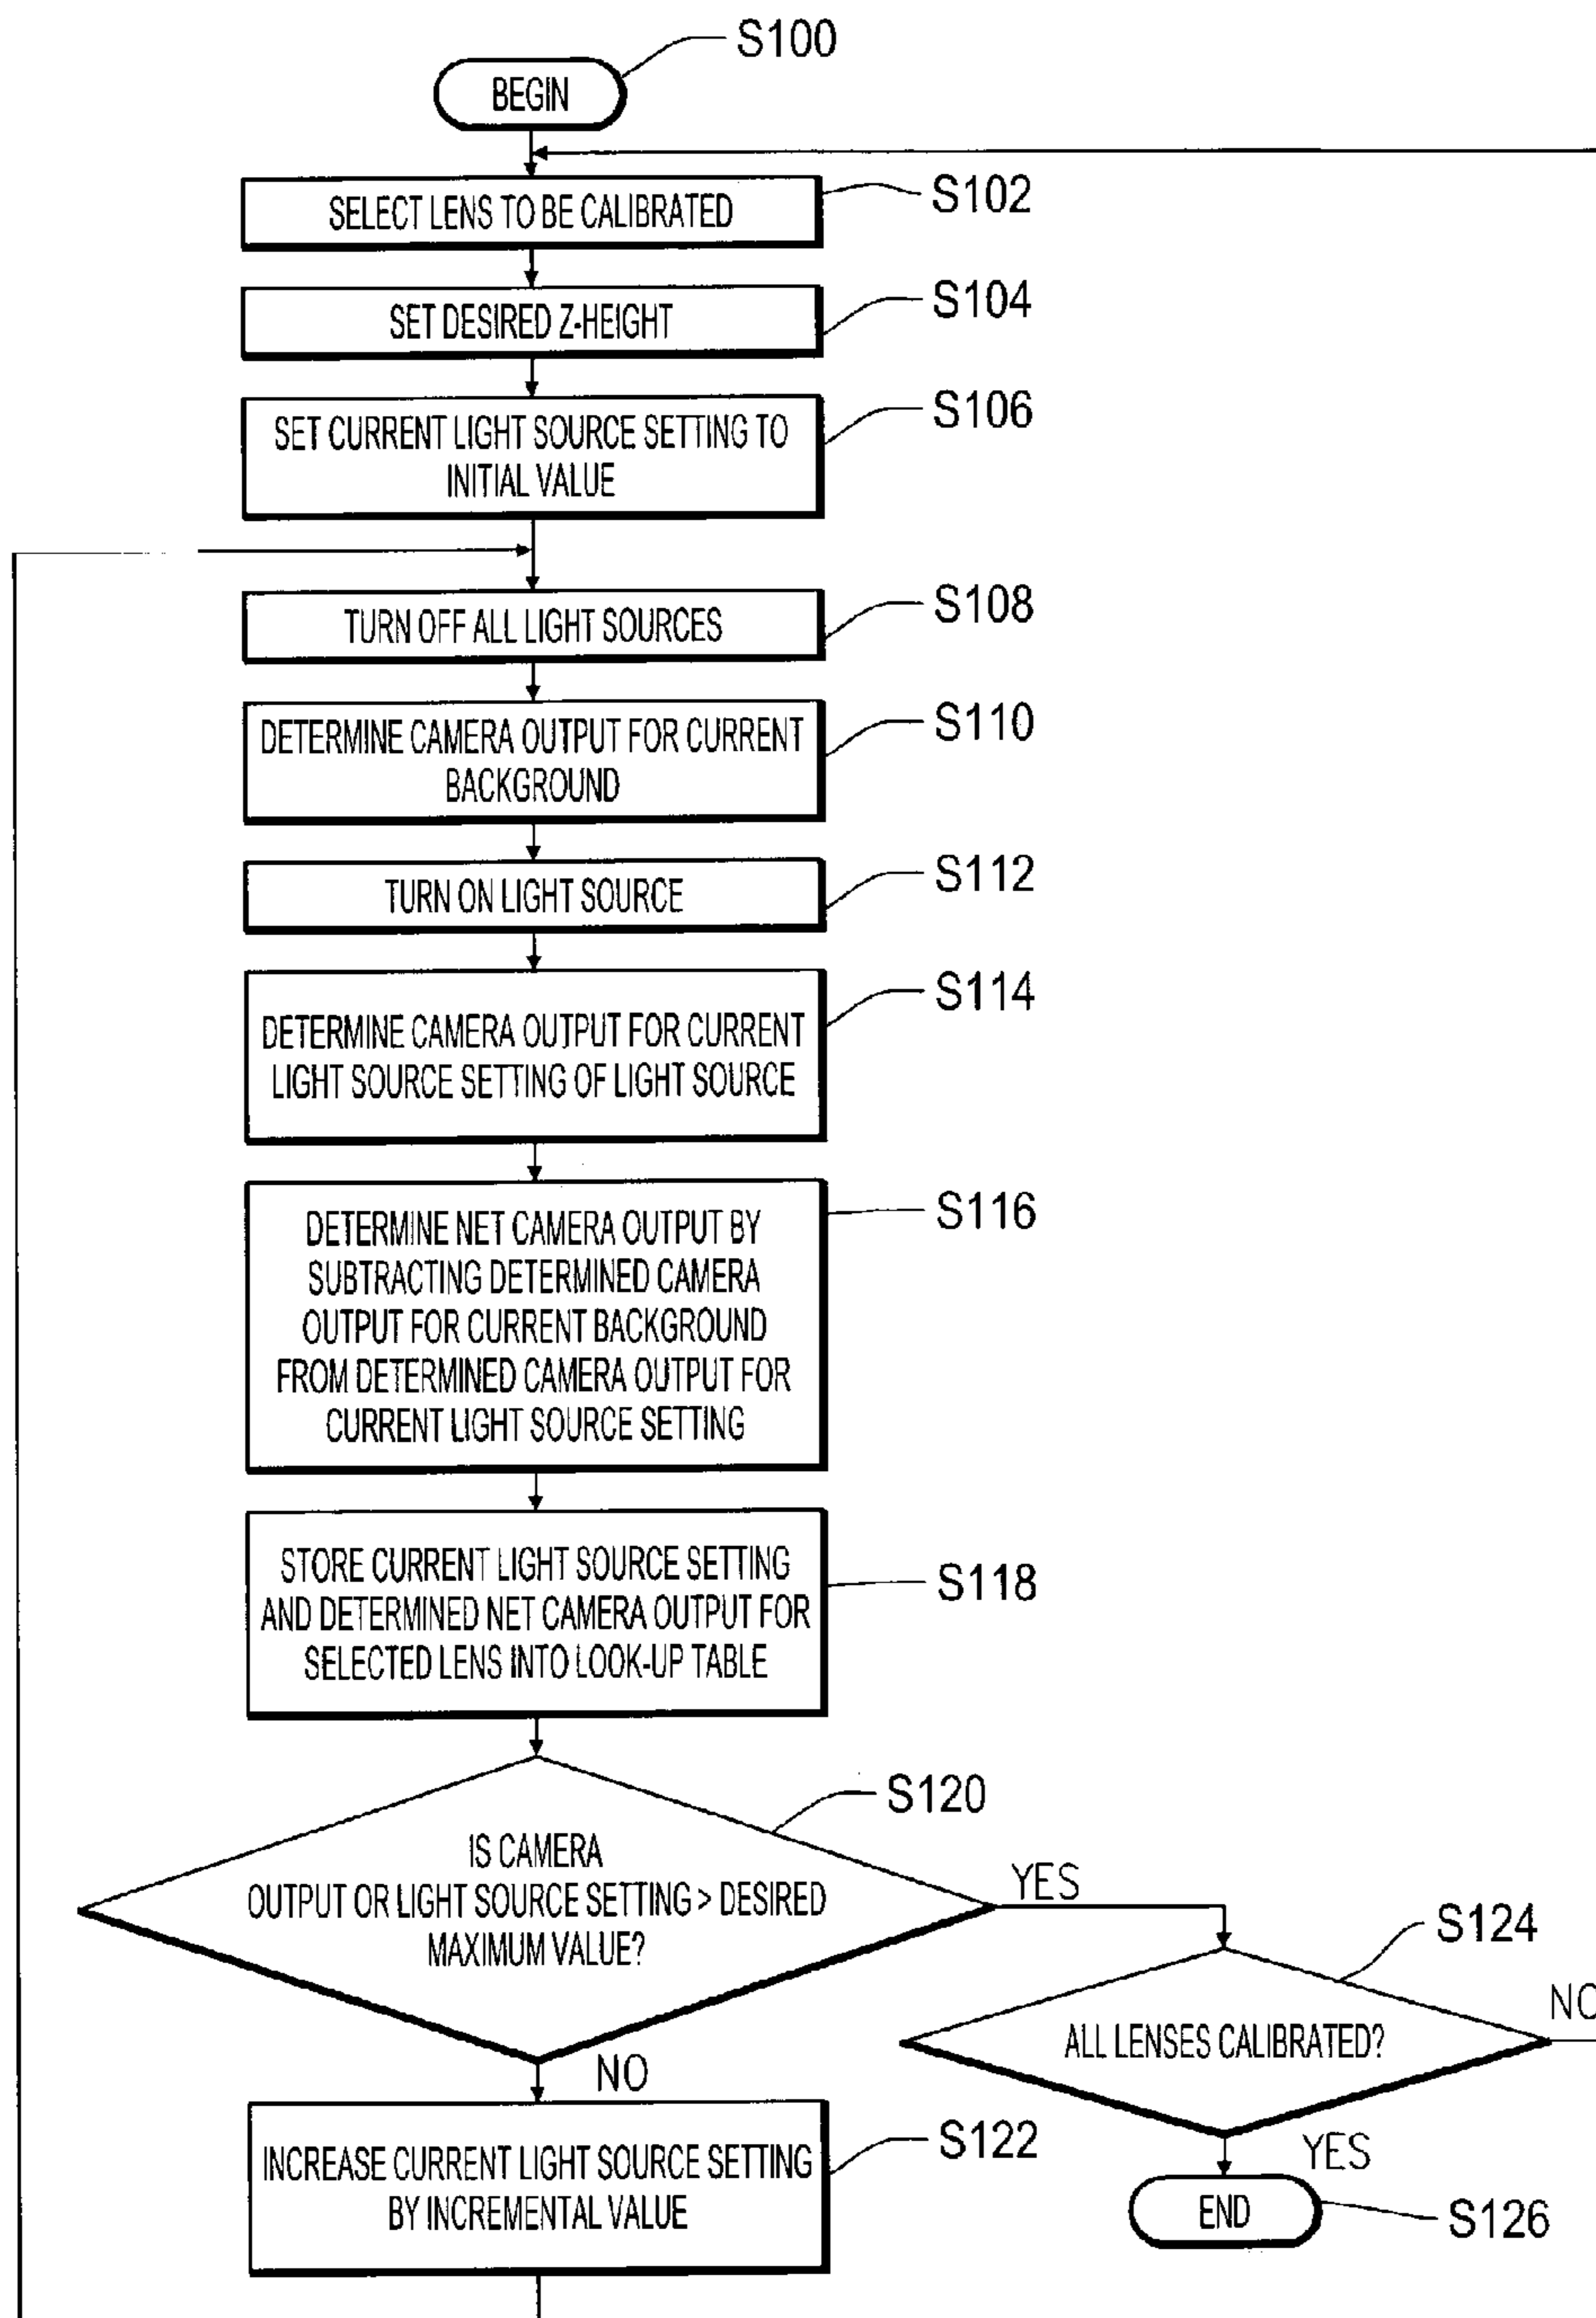 S100
BEGIN
S102
SELECT LENS TO BE CALIBRATED
S104
SET DESIRED Z-HEIGHT
S106
SET CURRENT LIGHT SOURCE SETTING TO
INITIAL VALUE
S108
TURN OFF ALL LIGHT SOURCES
S110
DETERMINE CAMERA OUTPUT FOR CURRENT
BACKGROUND
S112
TURN ON LIGHT SOURCE
S114
DETERMINE CAMERA OUTPUT FOR CURRENT
LIGHT SOURCE SETTING OF LIGHT SOURCE
S116
DETERMINE NET CAMERA OUTPUT BY
SUBTRACTING DETERMINED CAMERA
OUTPUT FOR CURRENT BACKGROUND
FROM DETERMINED CAMERA OUTPUT FOR
CURRENT LIGHT SOURCE SETTING
S118
STORE CURRENT LIGHT SOURCE SETTING
AND DETERMINED NET CAMERA OUTPUT FOR
SELECTED LENS INTO LOOK-UP TABLE
S120
IS CAMERA
OUTPUT OR LIGHT SOURCE SETTING > DESIRED
MAXIMUM VALUE?
YES
NO
S124
ALL LENSES CALIBRATED?
NO
YES
S122
INCREASE CURRENT LIGHT SOURCE SETTING
BY INCREMENTAL VALUE
END
S126